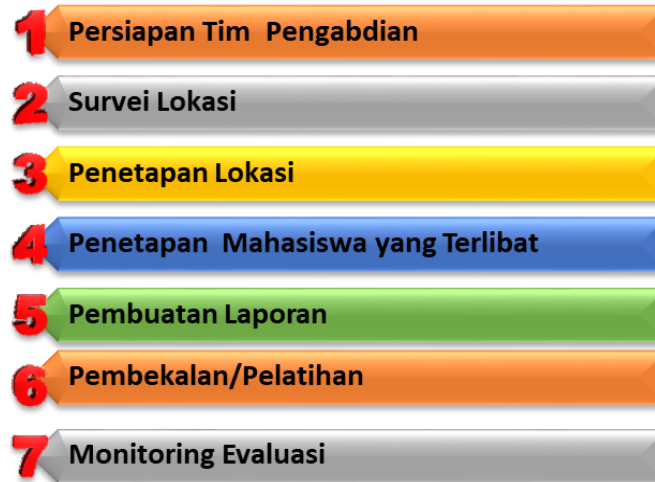 1 Persiapan Tim Pengabdian
2 Survei Lokasi
3 Penetapan Lokasi
4 Penetapan Mahasiswa yang Terlibat
5 Pembuatan Laporan
6 Pembekalan/Pelatihan
7 Monitoring Evaluasi